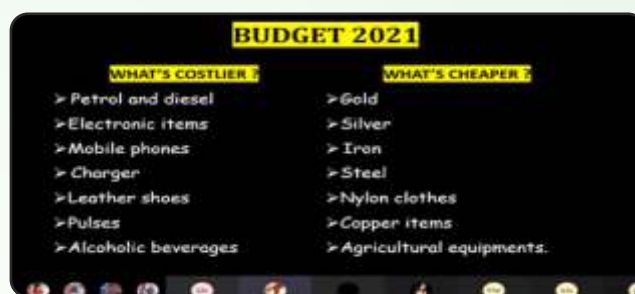 BUDGET 2021
WHAT'S COSTLIER ?
➢ Petrol and diesel
➢Electronic items
➢Mobile phones
➢ Charger
➢Leather shoes
➢Pulses
➢Alcoholic beverages
WHAT'S CHEAPER ?
➢Gold
➢Silver
➢ Iron
➢Steel
➢Nylon clothes
➢Copper items
➢Agricultural equipments.